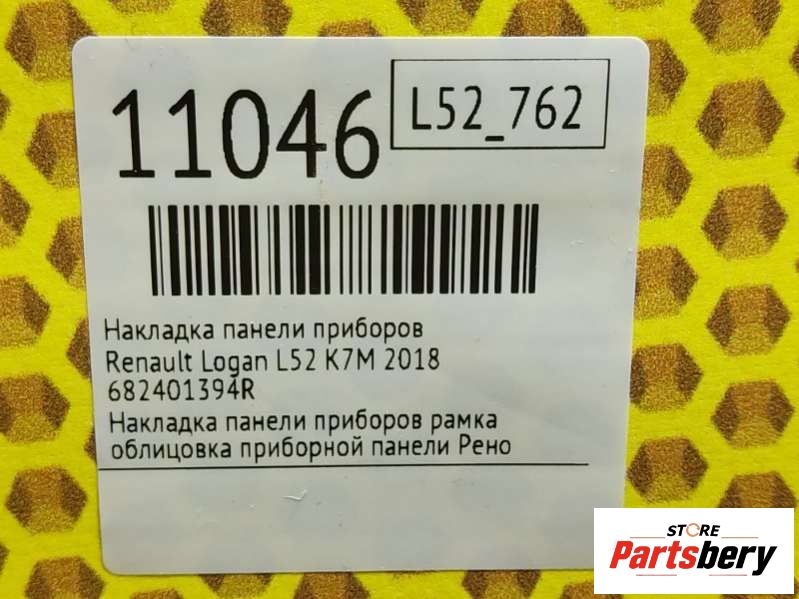 11046
L52_762
Накладка панели приборов
Renault Logan L52 K7M 2018
682401394R
Накладка панели приборов рамка
облицовка приборной панели Рено
STORE
Partsbery